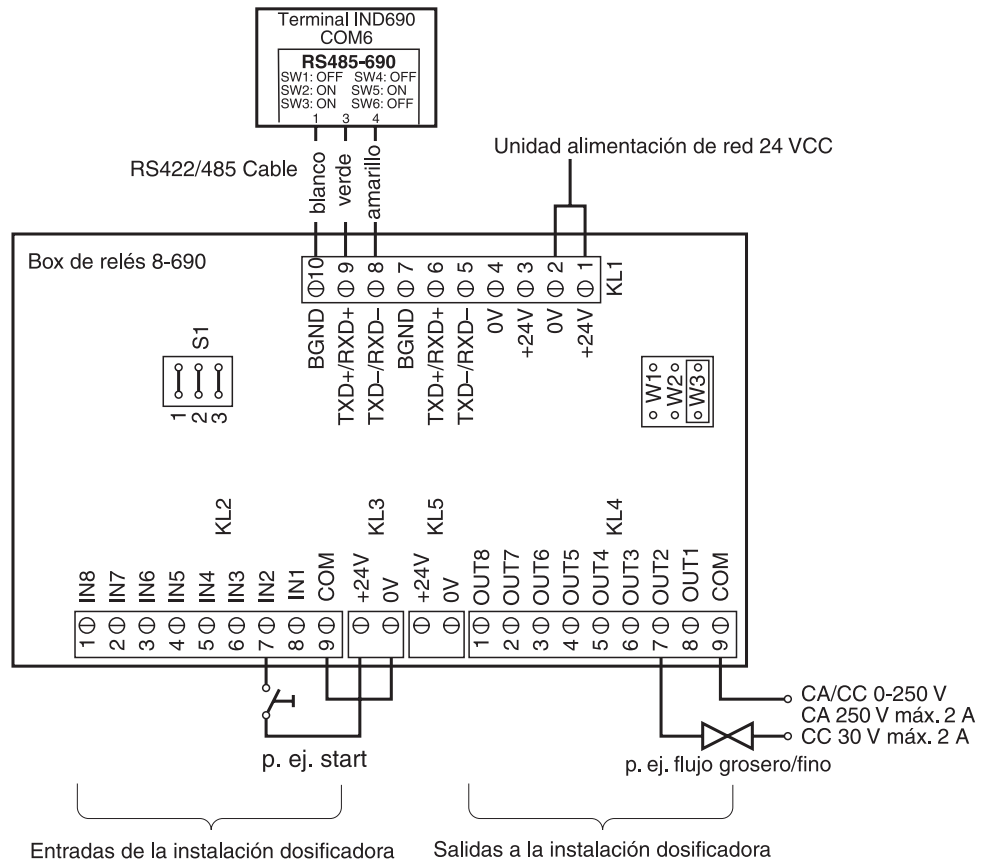 Terminal IND690
COM6
RS485-690
SW1: OFF SW4: OFF
SW2: ON SW5: ON
SW3: ON SW6: OFF
1 3 4
RS422/485 Cable
blanco
verde
amarillo
Unidad alimentación de red 24 VCC
Box de relés 8-690
10 9 8 7 6 5 4 3 2 1
KL1
BGND
TXD+/RXD+
TXD–/RXD–
BGND
TXD+/RXD+
TXD–/RXD–
0V
+24V
0V
+24V
S1
1 2 3
W1
W2
W3
KL2
KL3
KL5
KL4
IN8
IN7
IN6
IN5
IN4
IN3
IN2
IN1
COM
+24V
0V
+24V
0V
OUT8
OUT7
OUT6
OUT5
OUT4
OUT3
OUT2
OUT1
COM
1 2 3 4 5 6 7 8 9
1 2 3 4 5 6 7 8 9
CA/CC 0-250 V
CA 250 V máx. 2 A
CC 30 V máx. 2 A
p. ej. start
p. ej. flujo grosero/fino
Entradas de la instalación dosificadora
Salidas a la instalación dosificadora